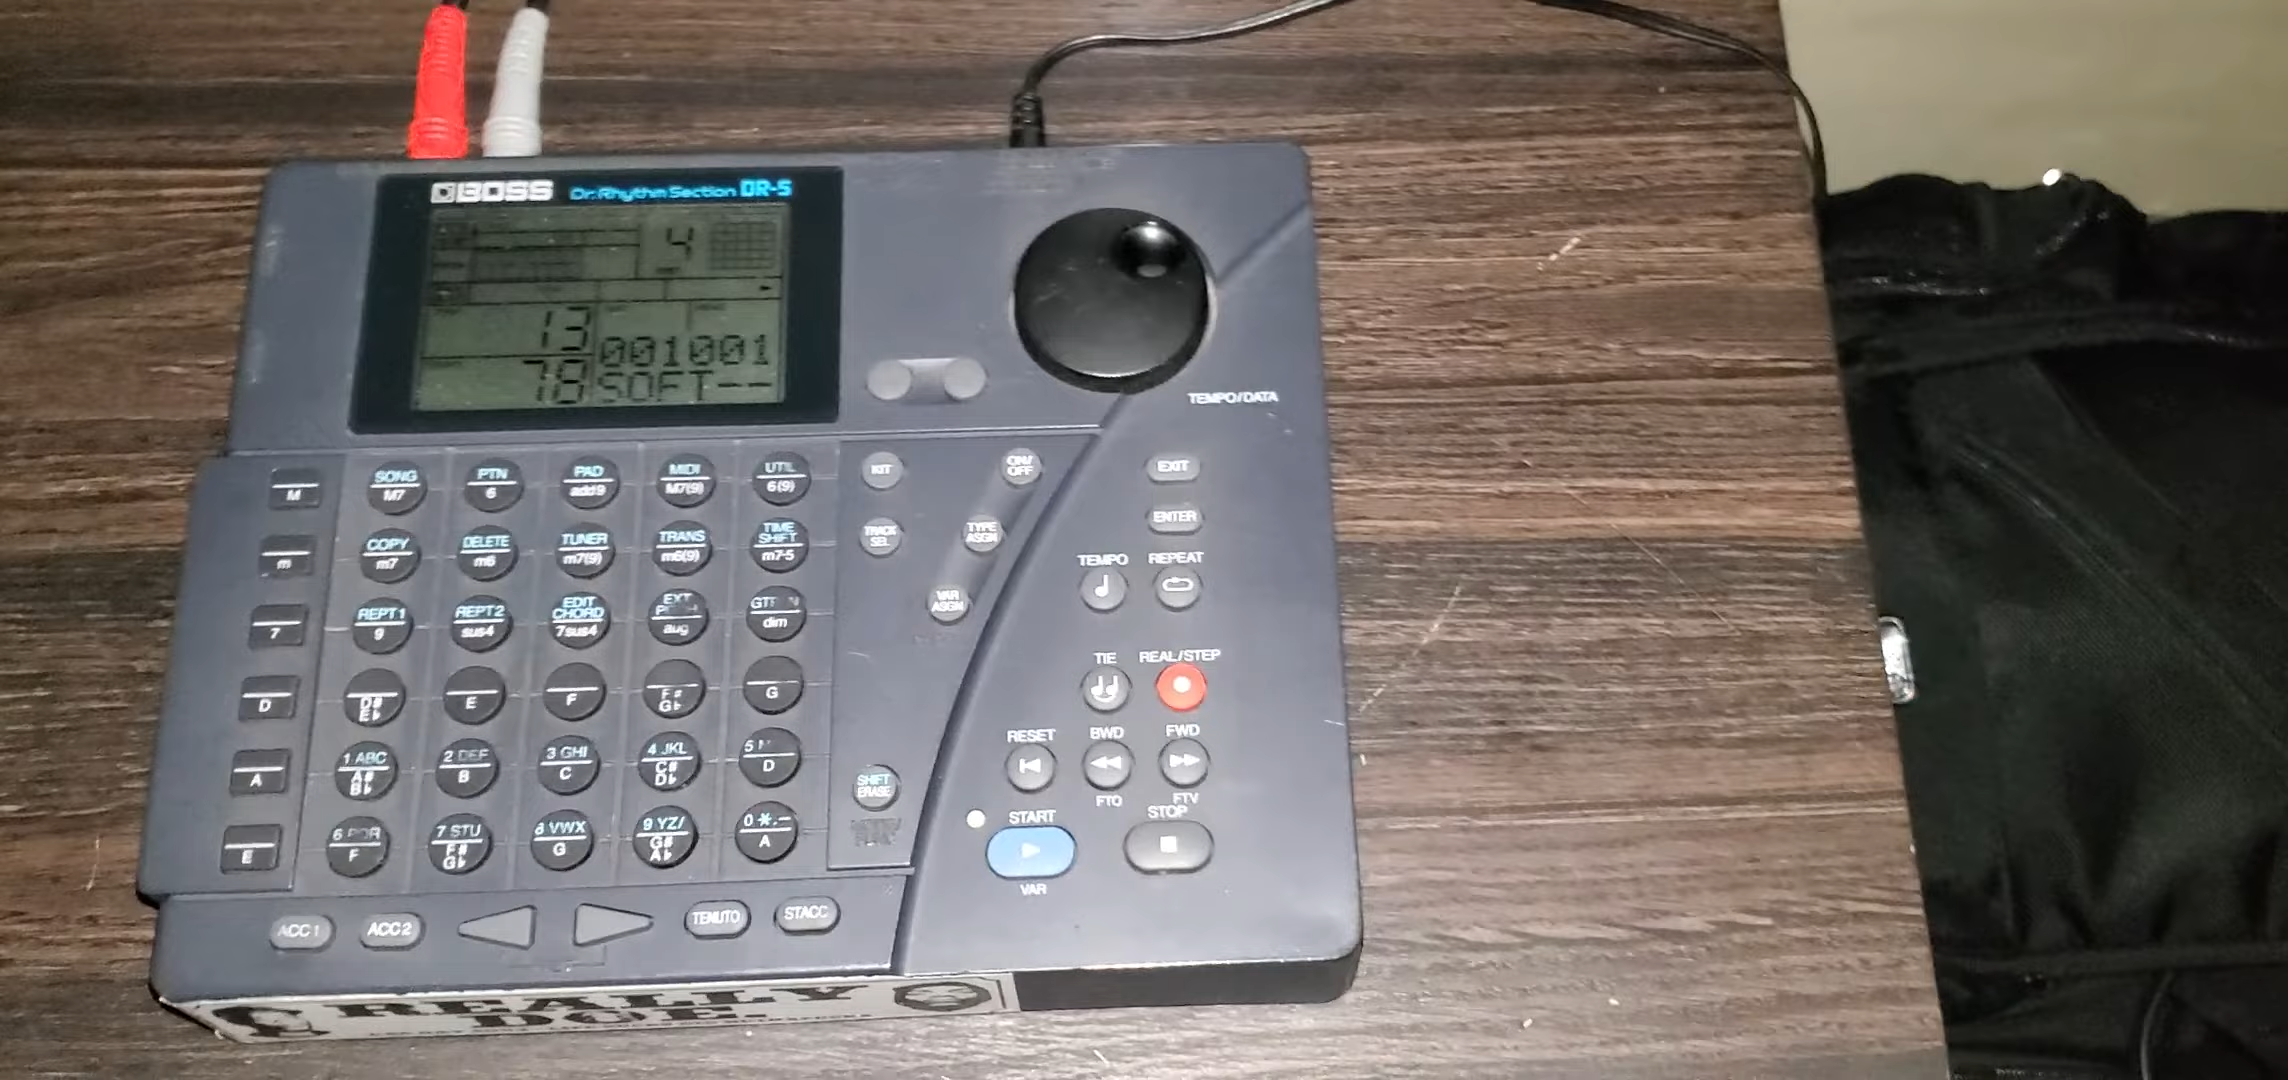 BOSS Dr. Rhythm Section DR-5
4
13
001001
78 SOFT--
TEMPO/DATA
M SONG M7 PTN 6 PAD add9 MIDI M7(9) UTIL 6(9)
KIT ON/OFF EXIT
ENTER
m COPY m7 DELETE m6 TUNER m7(9) TRANS m6(9) TIME SHIFT m7-5
TRACK SEL TYPE ASGN
TEMPO REPEAT
7 REPT1 9 REPT2 sus4 EDIT CHORD 7sus4 EXT aug dim
VAR ASGN
TIE REAL/STEP
D D# E♭ E F F# G♭ G
RESET BWD FWD
A 1 ABC A# B♭ 2 DEF B 3 GHI C 4 JKL C# D♭ 5 D
SHIFT ERASE
FTO FTV
START STOP
E 6 PQR F 7 STU F# G♭ 8 VWX G 9 YZ/ G# A♭ 0 *.- A
VAR
ACC1 ACC2 TENUTO STACC
REALLY
DOE.